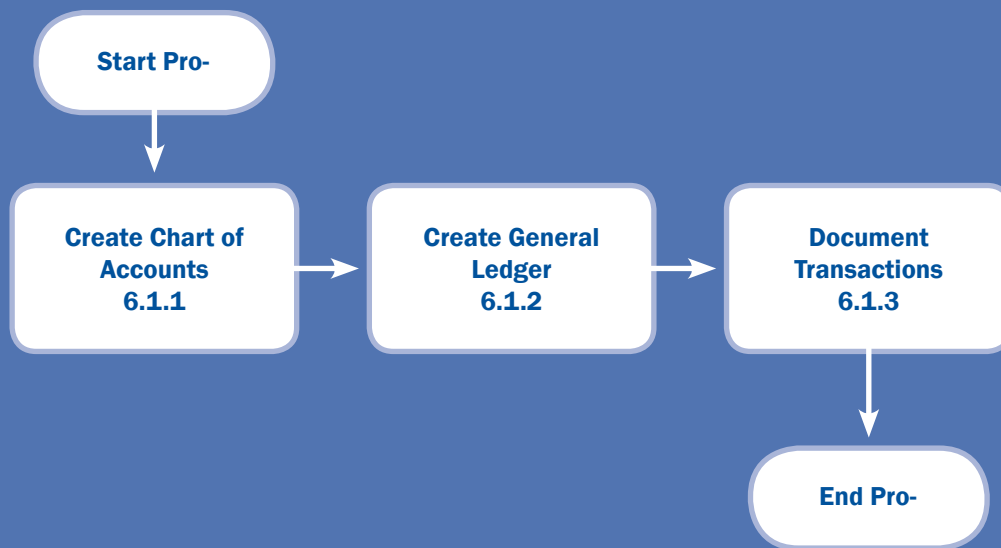 Start Pro-
Create Chart of
Accounts
6.1.1
Create General
Ledger
6.1.2
Document
Transactions
6.1.3
End Pro-